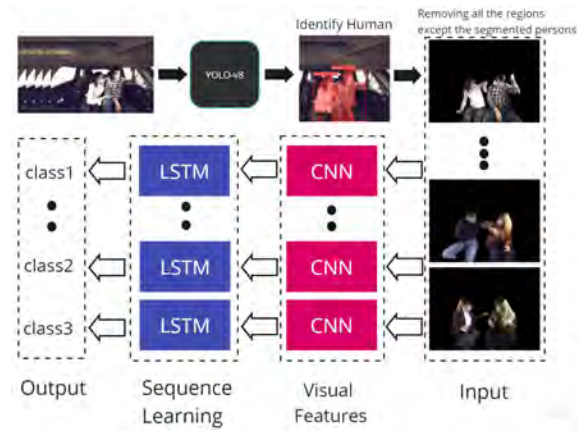 Identify Human
Removing all the regions
except the segmented persons
YOLO-v8
class1
LSTM
CNN
class2
LSTM
CNN
class3
LSTM
CNN
Output
Sequence
Learning
Visual
Features
Input